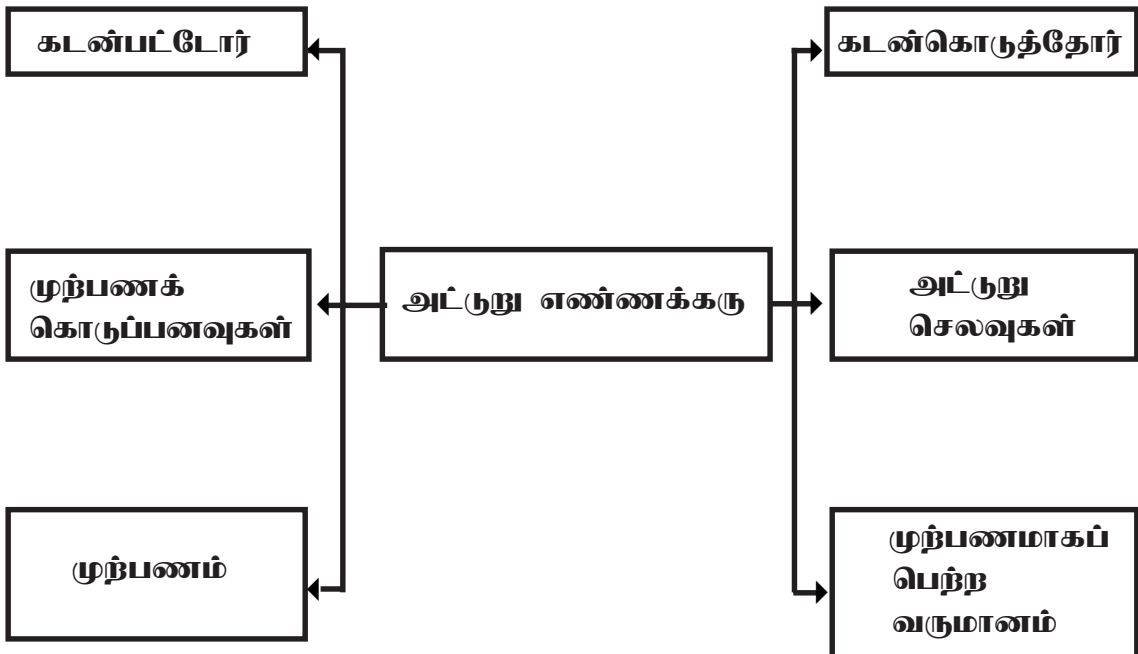 கடன்பட்டோர்
கடன்கொடுத்தோர்
முற்பணக்
கொடுப்பனவுகள்
அட்டுறு எண்ணக்கரு
அட்டுறு
செலவுகள்
முற்பணம்
முற்பணமாகப்
பெற்ற
வருமானம்